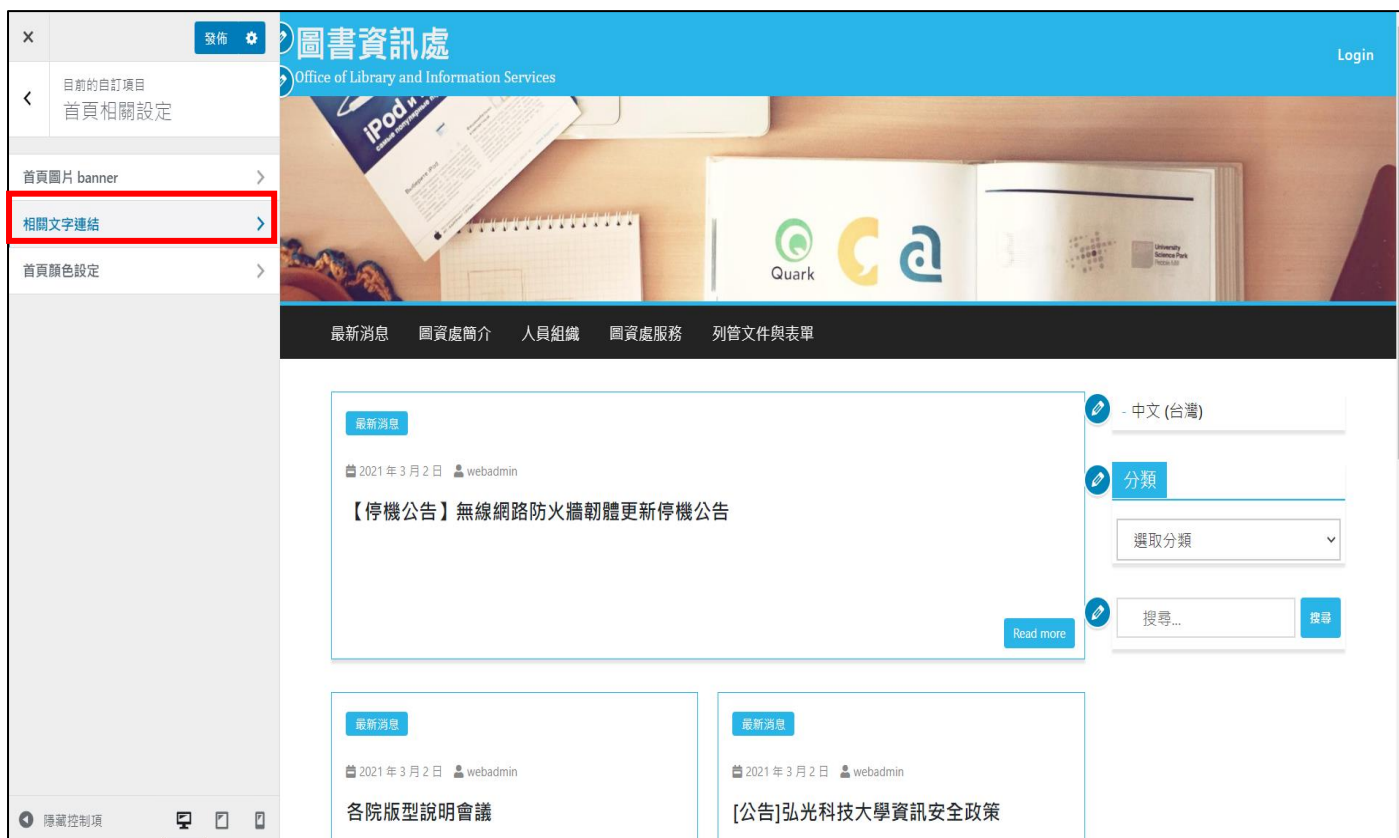 發佈
目前的自訂項目
首頁相關設定
首頁圖片 banner
相關文字連結
首頁顏色設定
隱藏控制項
圖書資訊處
Office of Library and Information Services
Login
iPod и
самые популярные
Quark
University
Science Park
最新消息 圖資處簡介 人員組織 圖資處服務 列管文件與表單
最新消息
2021 年 3 月 2 日 webadmin
【停機公告】無線網路防火牆韌體更新停機公告
Read more
- 中文 (台灣)
分類
選取分類
搜尋...
搜尋
最新消息
2021 年 3 月 2 日 webadmin
各院版型說明會議
最新消息
2021 年 3 月 2 日 webadmin
[公告]弘光科技大學資訊安全政策